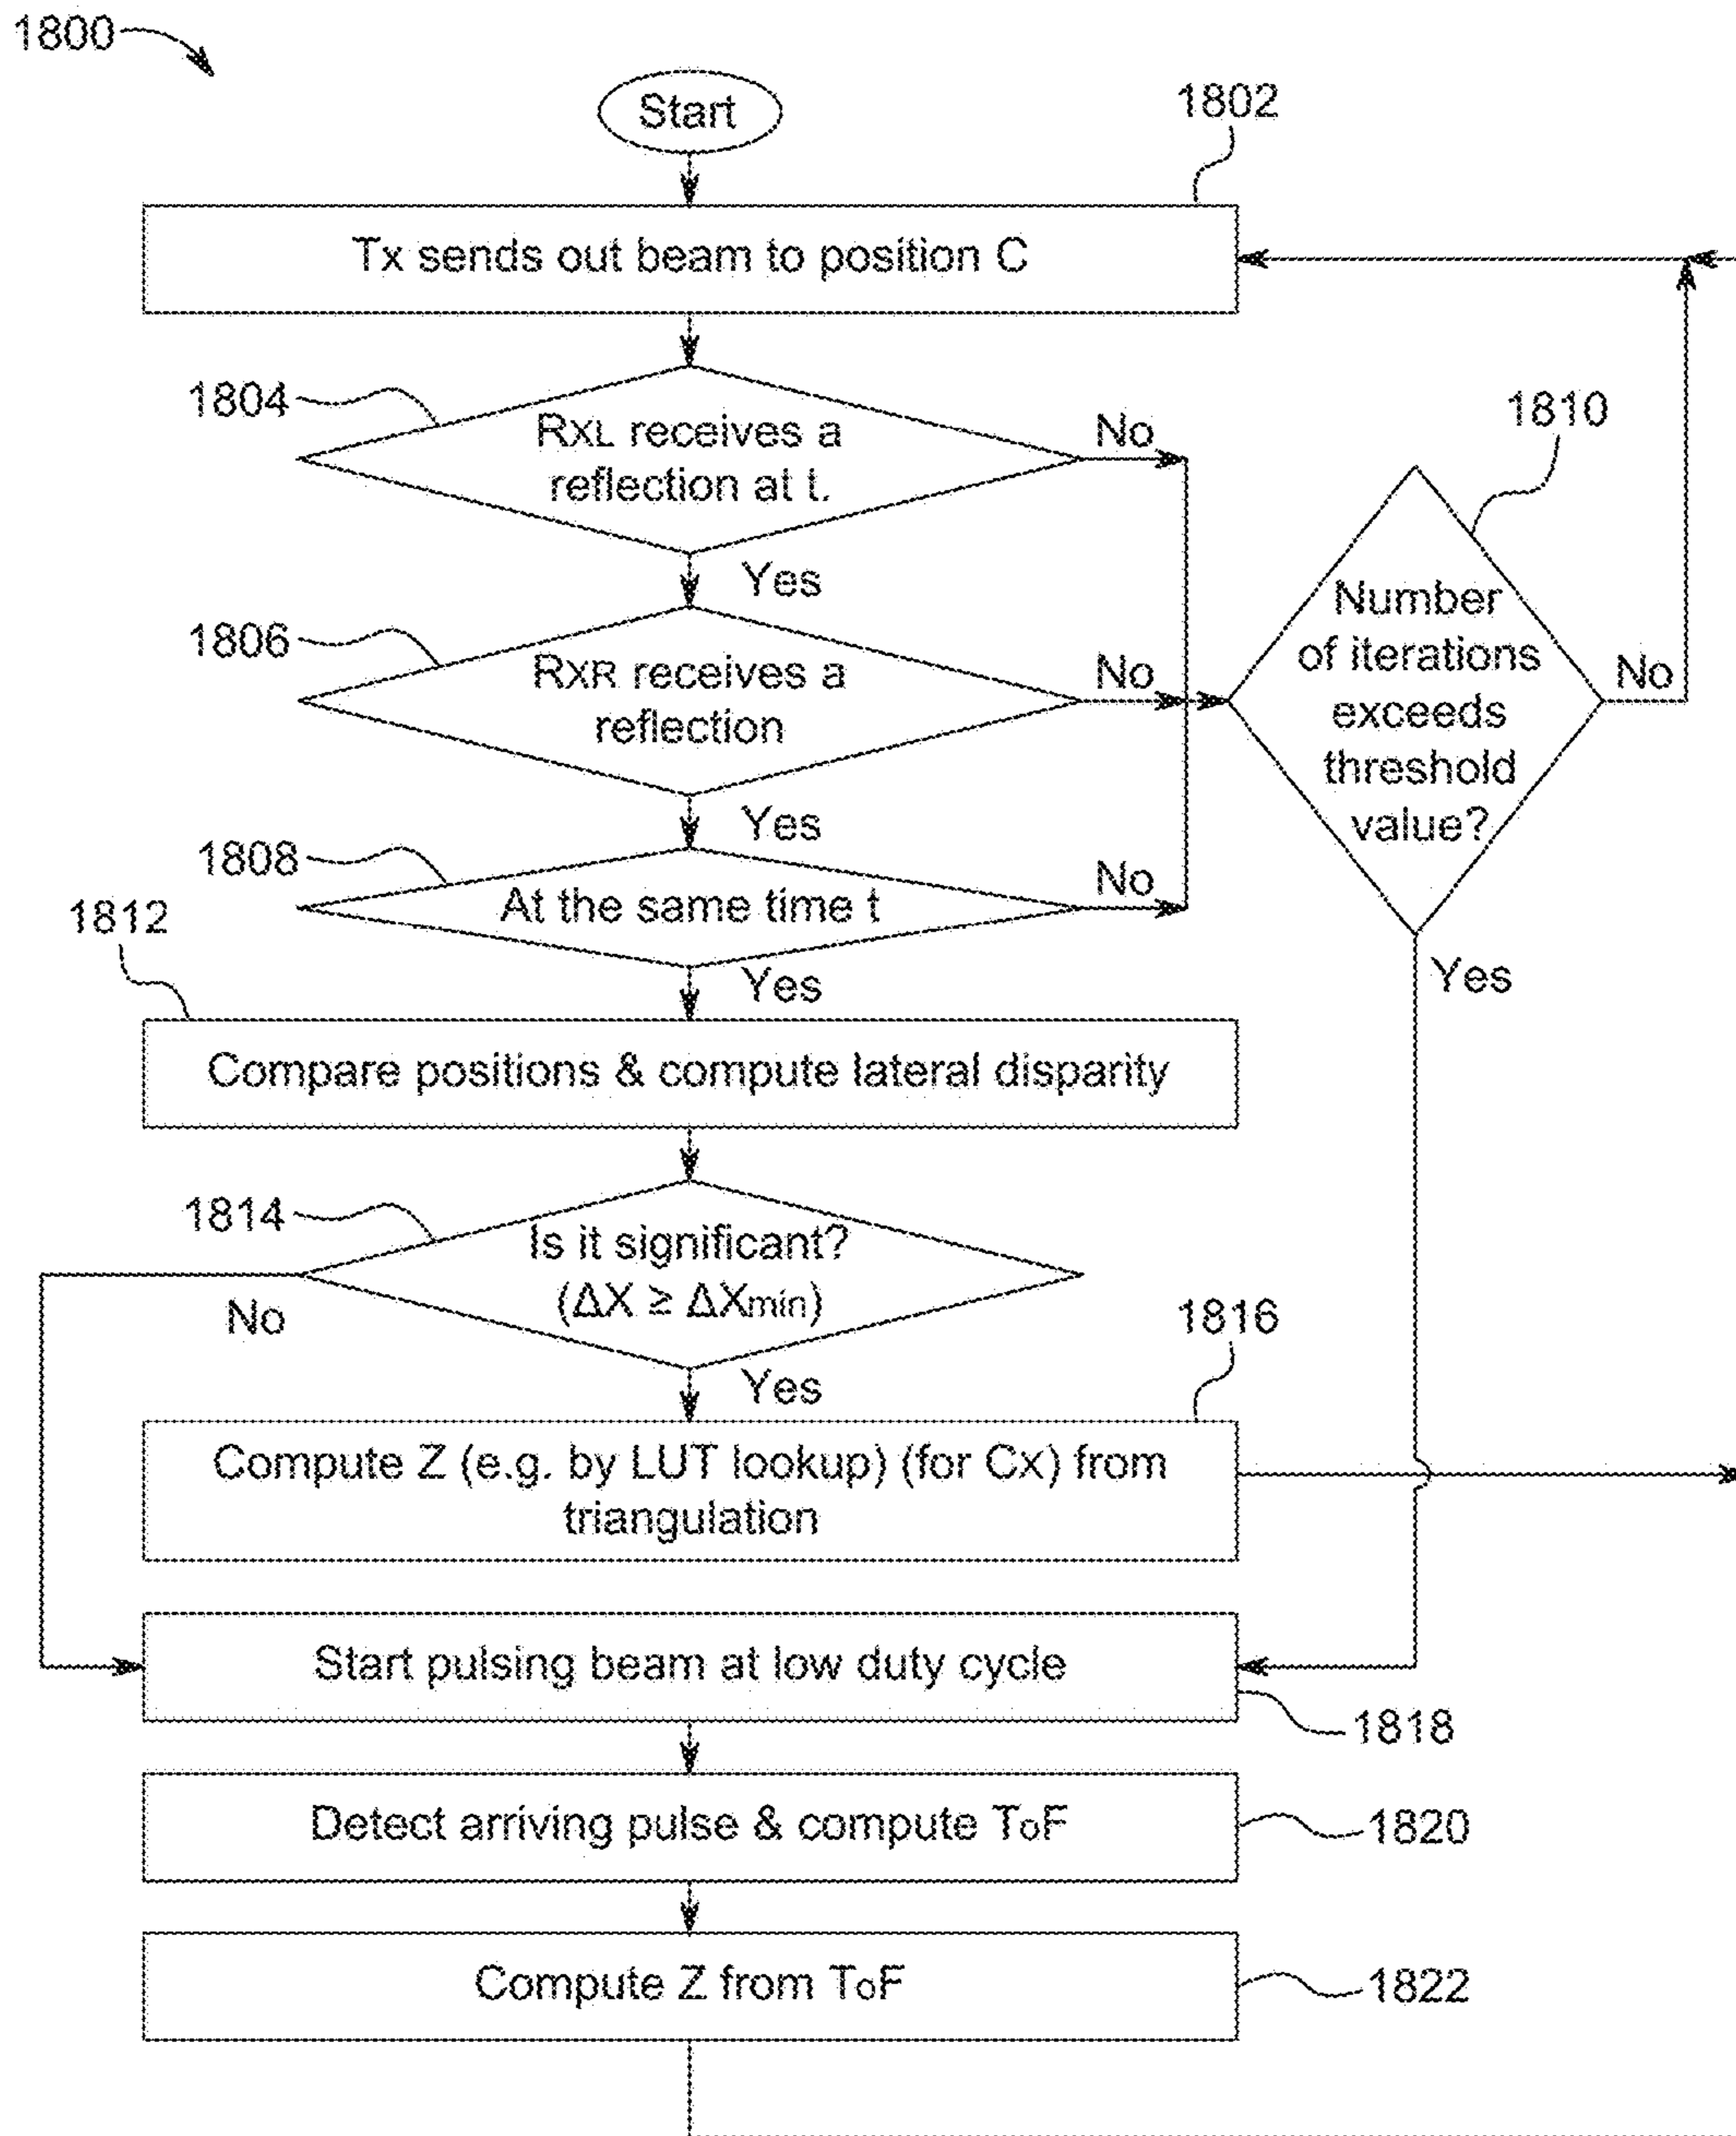 1800
Start
1802
Tx sends out beam to position C
1804
RXL receives a
reflection at t.
No
1810
Yes
Number
of iterations
exceeds
threshold
value?
No
1806
RXR receives a
reflection
No
Yes
1808
At the same time t
No
1812
Yes
Yes
Compare positions & compute lateral disparity
1814
Is it significant?
(ΔX ≥ ΔXmin)
No
1816
Yes
Compute Z (e.g. by LUT lookup) (for CX) from
triangulation
Start pulsing beam at low duty cycle
1818
Detect arriving pulse & compute ToF
1820
Compute Z from ToF
1822